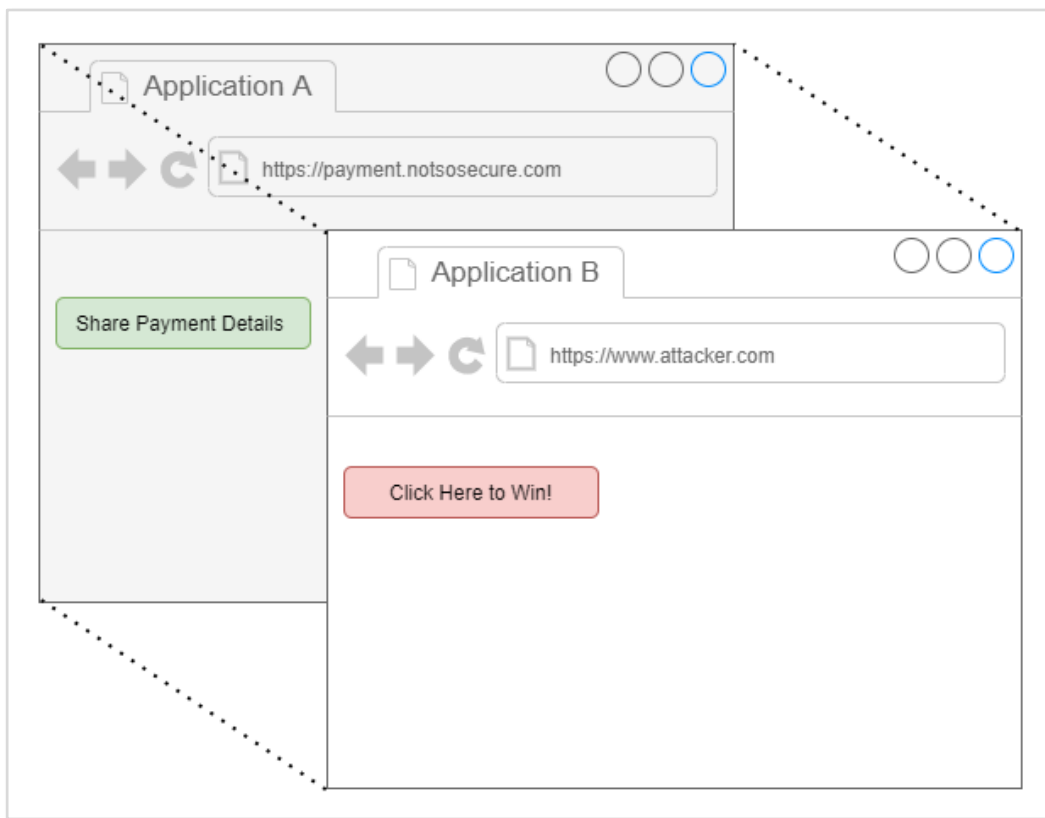 Application A
https://payment.notsosecure.com
Share Payment Details
Application B
https://www.attacker.com
Click Here to Win!